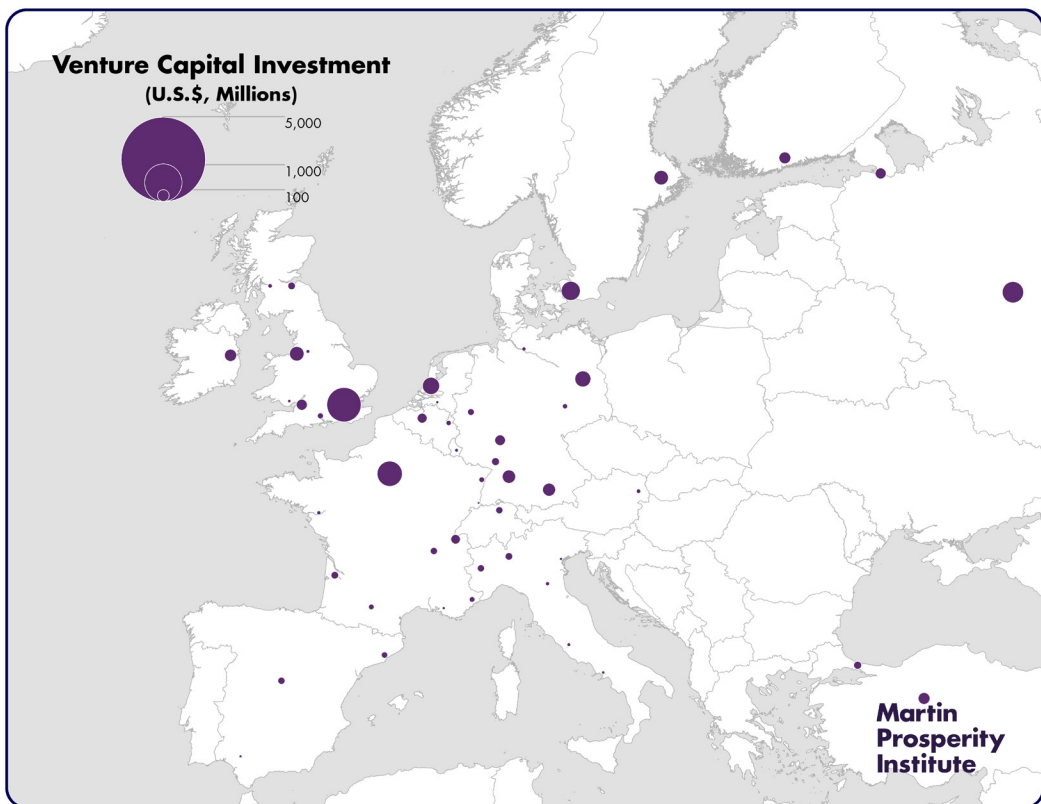 Venture Capital Investment
(U.S.$, Millions)
5,000
1,000
100
Martin
Prosperity
Institute